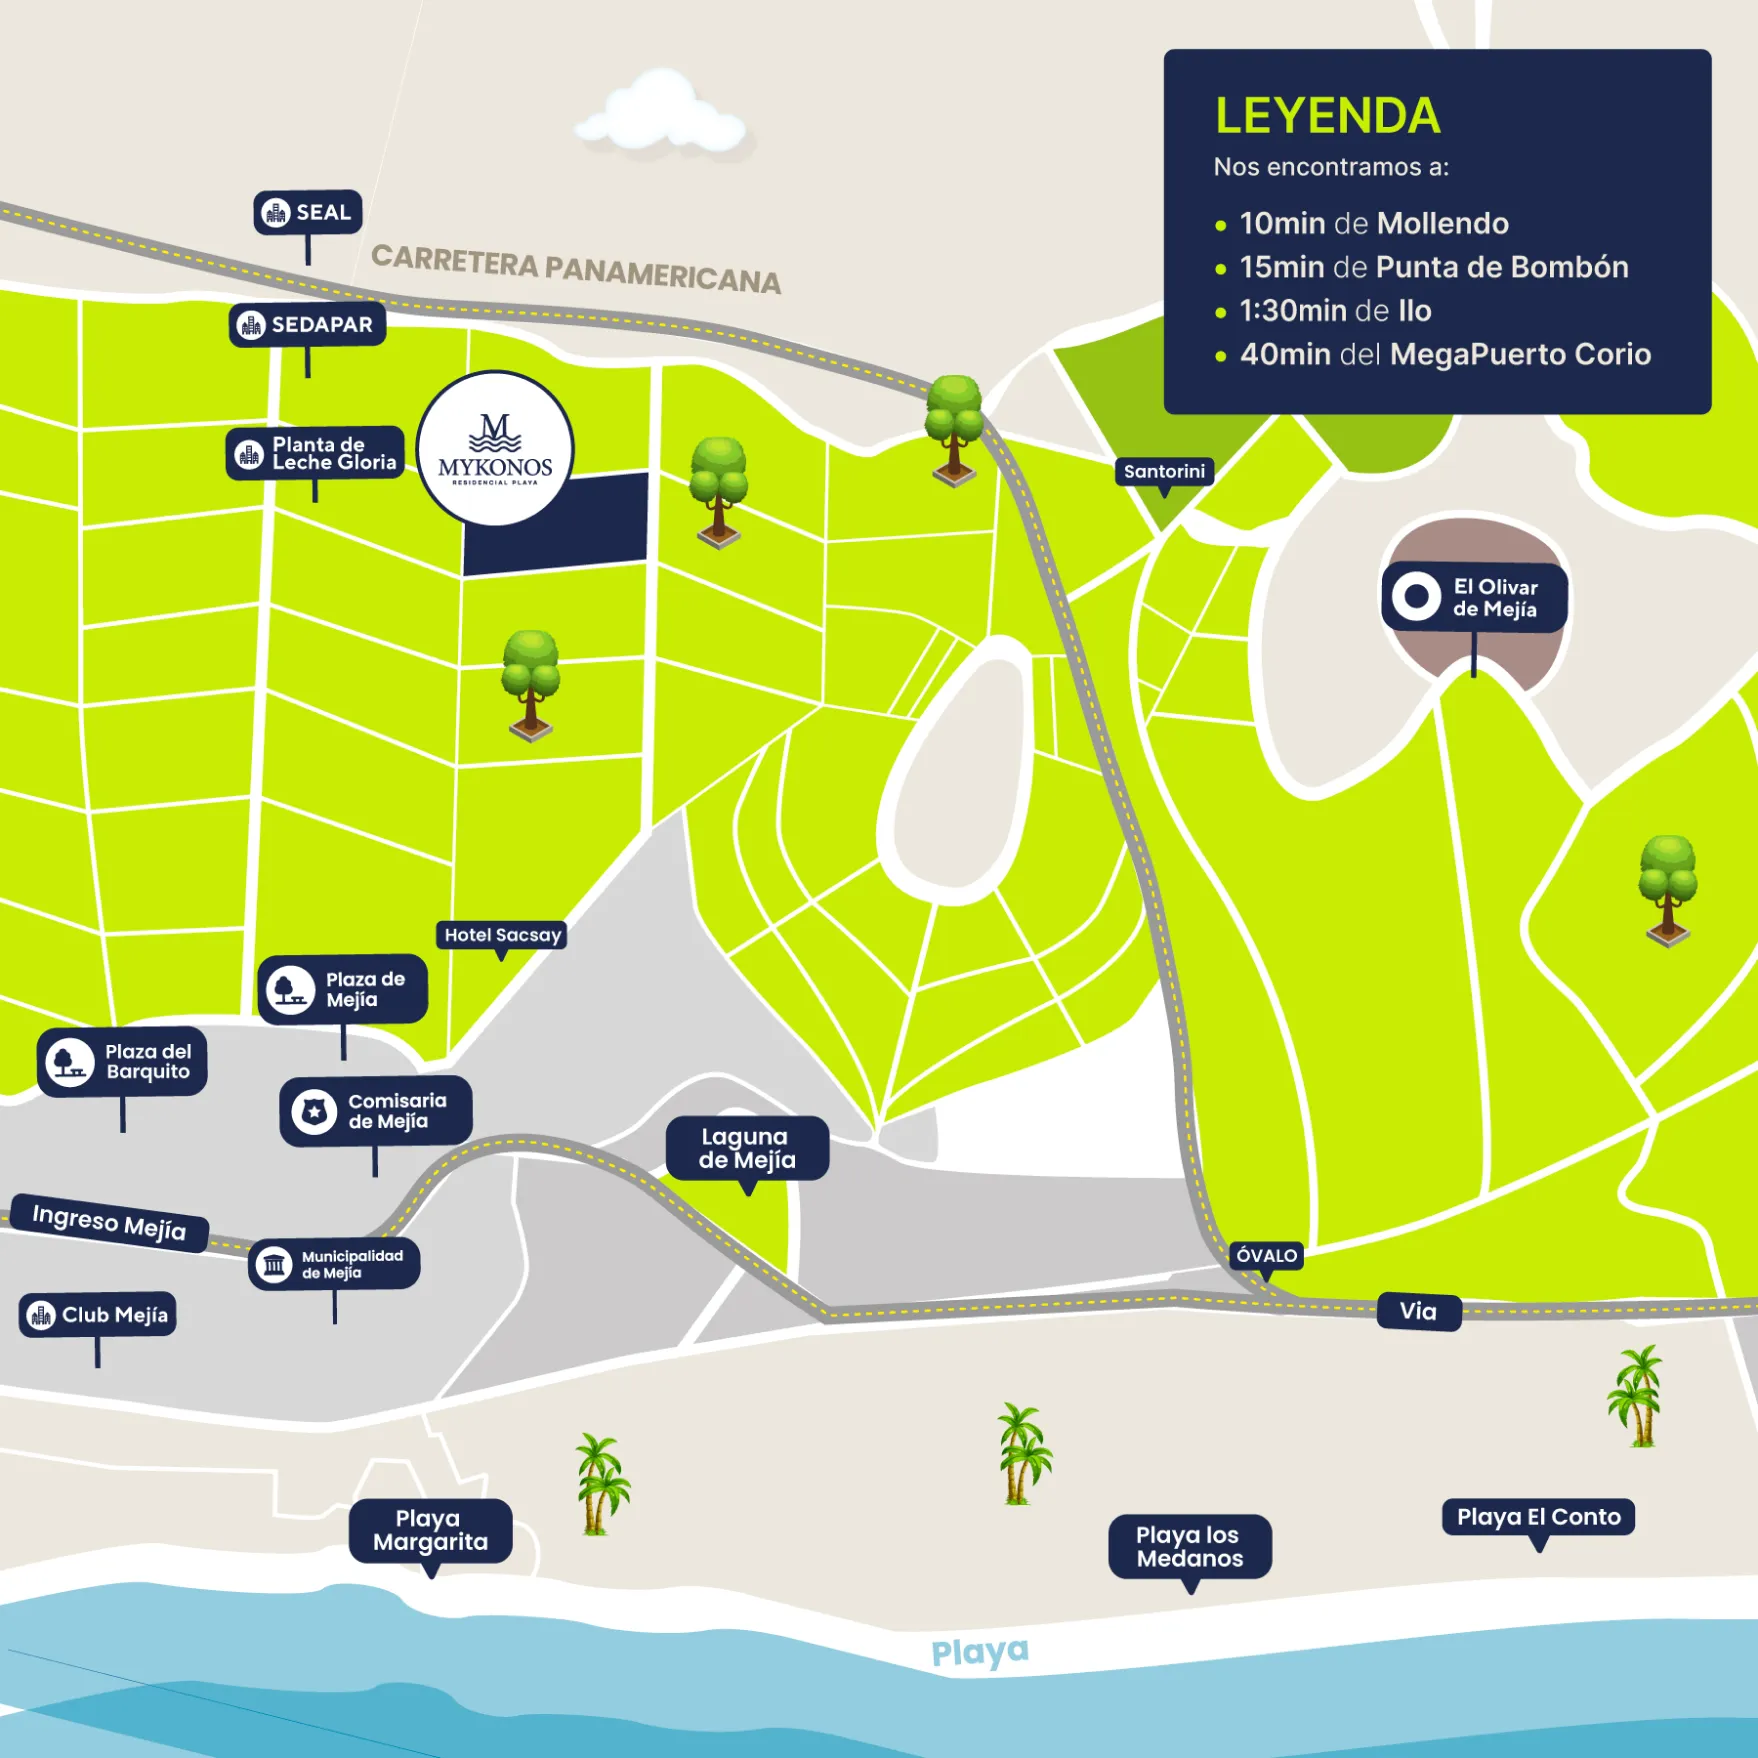 LEYENDA
Nos encontramos a:
• 10min de Mollendo
• 15min de Punta de Bombón
• 1:30min de Ilo
• 40min del MegaPuerto Corio
SEAL
CARRETERA PANAMERICANA
SEDAPAR
Planta de
Leche Gloria
M
MYKONOS
RESIDENCIAL PLAYA
Santorini
El Olivar
de Mejía
Hotel Sacsay
Plaza de
Mejía
Plaza del
Barquito
Comisaria
de Mejía
Laguna
de Mejía
Ingreso Mejía
Municipalidad
de Mejía
ÓVALO
Club Mejía
Via
Playa
Margarita
Playa los
Medanos
Playa El Conto
Playa